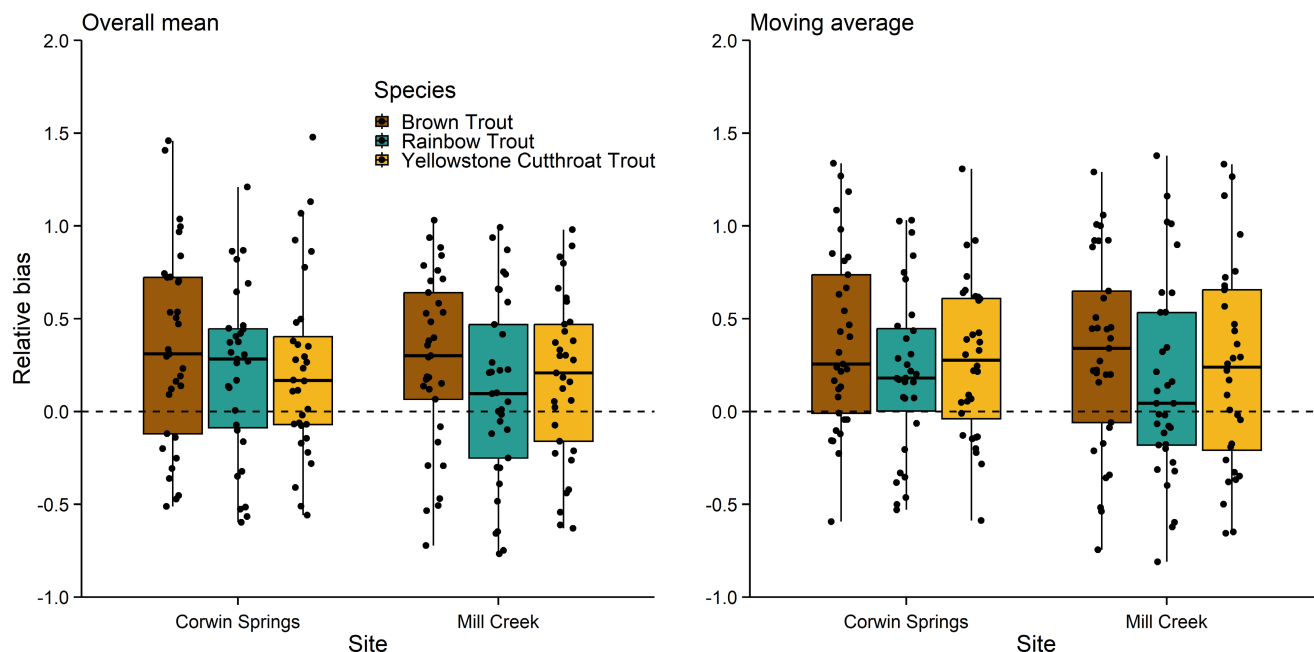 Overall mean
Moving average
2.0
1.5
1.0
0.5
0.0
-0.5
-1.0
Relative bias
Species
Brown Trout
Rainbow Trout
Yellowstone Cutthroat Trout
Corwin Springs
Mill Creek
Site
2.0
1.5
1.0
0.5
0.0
-0.5
-1.0
Corwin Springs
Mill Creek
Site